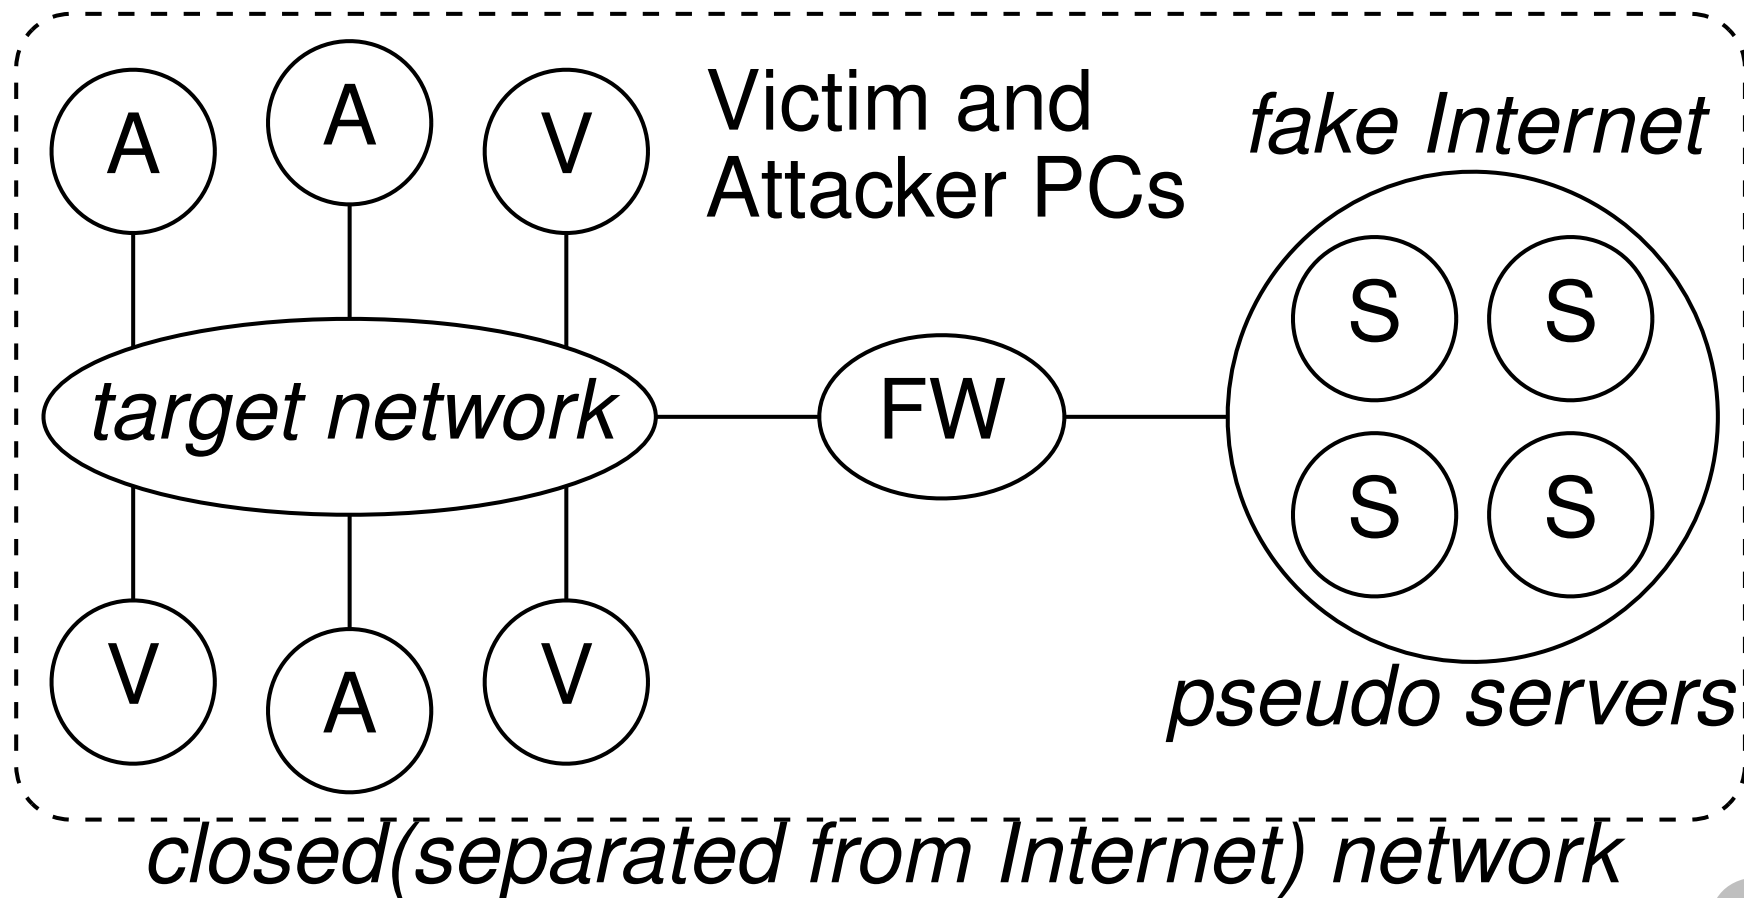 A
A
V
Victim and
Attacker PCs
fake Internet
S
S
target network
FW
S
S
V
A
V
pseudo servers
closed(separated from Internet) network